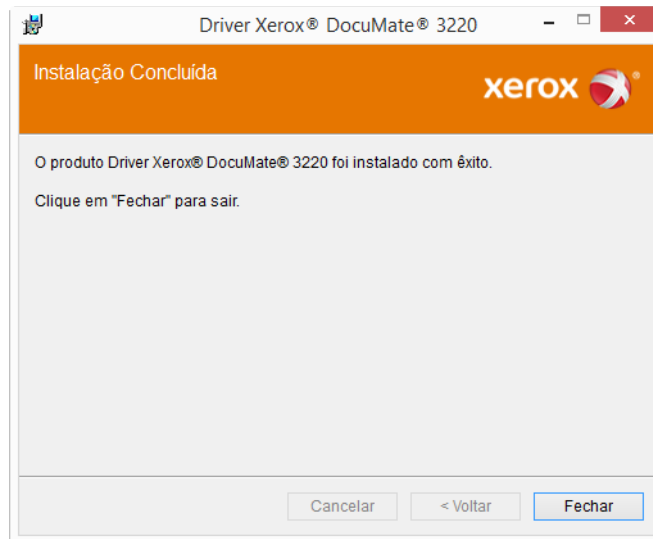 Driver Xerox® DocuMate® 3220
Instalação Concluída
xerox
O produto Driver Xerox® DocuMate® 3220 foi instalado com êxito.
Clique em "Fechar" para sair.
Cancelar
< Voltar
Fechar